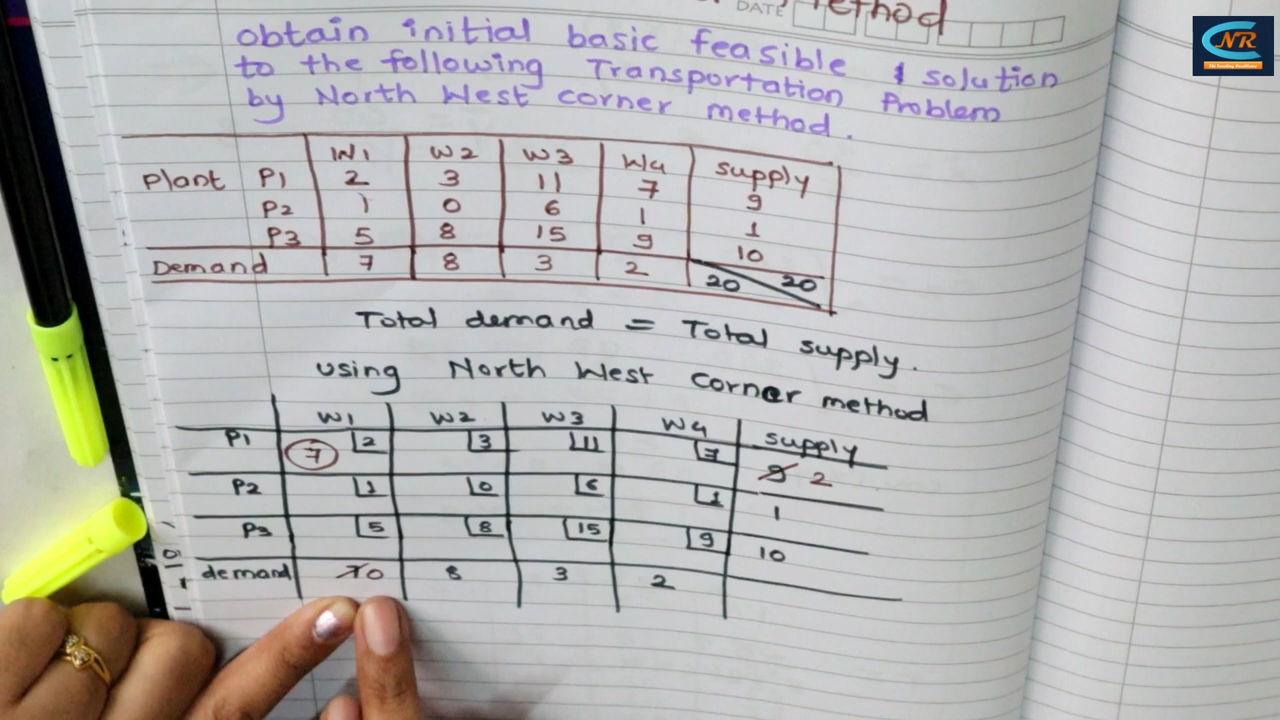 DATE
ethod
NR
obtain initial basic feasible solution
to the following Transportation Problem
by North West corner method.
W1 W2 W3 W4 supply
Plant P1 2 3 11 7 9
P2 1 0 6 1 1
P3 5 8 15 9 10
Demand 7 8 3 2 20 20
Total demand = Total supply.
using North West corner method
W1 W2 W3 W4 supply
P1 7 2 3 11 7 9 2
P2 1 0 6 1 1
P3 5 8 15 9 10
demand 7 0 8 3 2